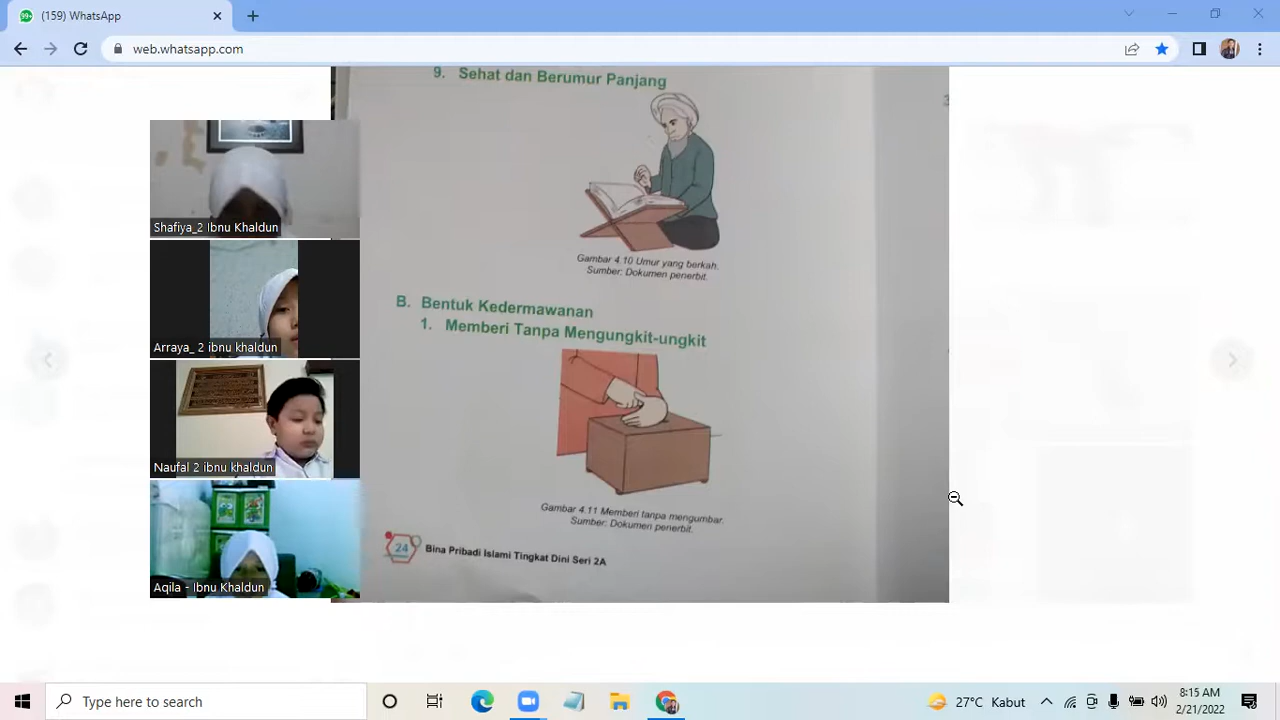 (159) WhatsApp
web.whatsapp.com
9. Sehat dan Berumur Panjang
Gambar 4.10 Umur yang berkah.
Sumber: Dokumen penerbit.
B. Bentuk Kedermawanan
1. Memberi Tanpa Mengungkit-ungkit
Gambar 4.11 Memberi tanpa mengumbar.
Sumber: Dokumen penerbit.
24 Bina Pribadi Islami Tingkat Dini Seri 2A
Shafiya_2 Ibnu Khaldun
Arraya_ 2 ibnu khaldun
Naufal 2 ibnu khaldun
Aqila - Ibnu Khaldun
Type here to search
27°C Kabut
8:15 AM
2/21/2022